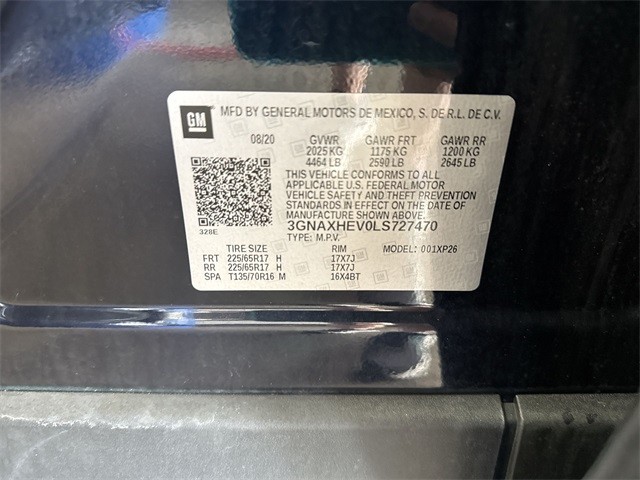 GM
MFD BY GENERAL MOTORS DE MEXICO, S. DE R.L. DE C.V.
08/20 GVWR GAWR FRT GAWR RR
2025 KG 1175 KG 1200 KG
4464 LB 2590 LB 2645 LB
THIS VEHICLE CONFORMS TO ALL
APPLICABLE U.S. FEDERAL MOTOR
VEHICLE SAFETY AND THEFT PREVENTION
STANDARDS IN EFFECT ON THE DATE OF
MANUFACTURE SHOWN ABOVE.
3GNAXHEV0LS727470
328E TYPE: M.P.V. MODEL: 001XP26
TIRE SIZE RIM
FRT 225/65R17 H 17X7J
RR 225/65R17 H 17X7J
SPA T135/70R16 M 16X4BT